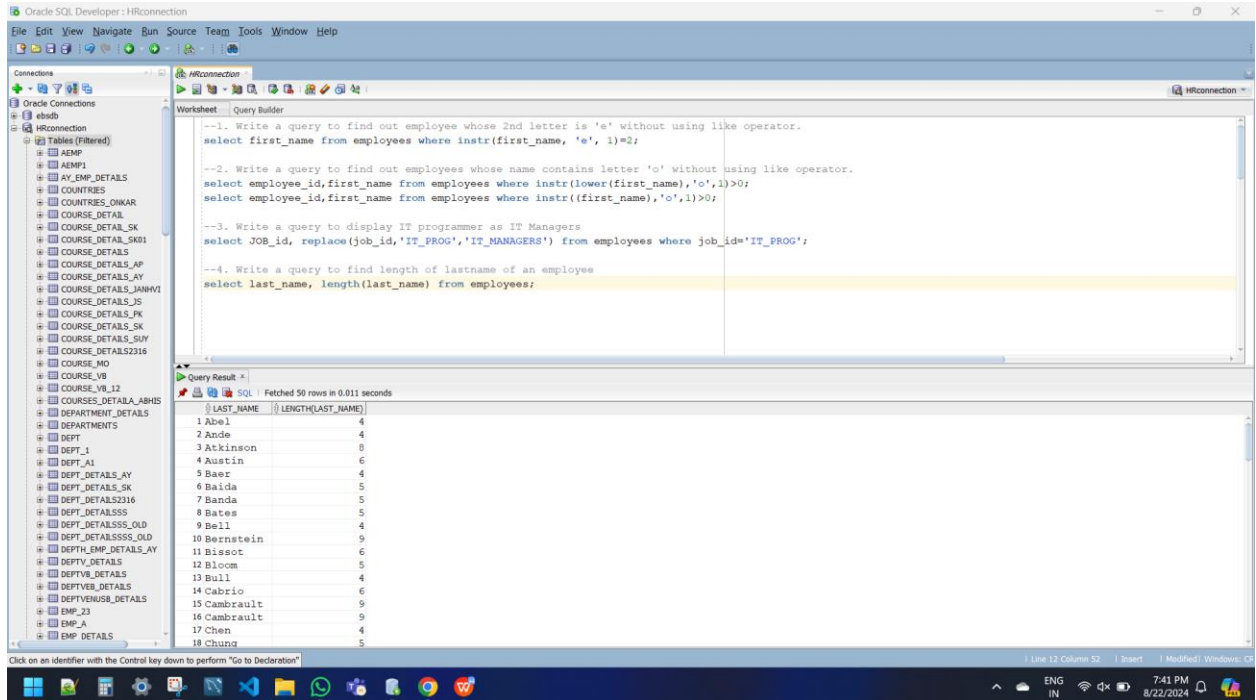 Oracle SQL Developer : HRconnection
File Edit View Navigate Run Source Team Tools Window Help
Connections
Oracle Connections
ebsdb
HRconnection
Tables (Filtered)
AEMP
AEMP1
AY_EMP_DETAILS
COUNTRIES
COUNTRIES_ONKAR
COURSE_DETAIL
COURSE_DETAIL_SK
COURSE_DETAIL_SK01
COURSE_DETAILS
COURSE_DETAILS_AP
COURSE_DETAILS_AY
COURSE_DETAILS_JANHVI
COURSE_DETAILS_JS
COURSE_DETAILS_PK
COURSE_DETAILS_SK
COURSE_DETAILS_SUY
COURSE_DETAILS2316
COURSE_MO
COURSE_VB
COURSE_VB_12
COURSES_DETAILA_ABHIS
DEPARTMENT_DETAILS
DEPARTMENTS
DEPT
DEPT_1
DEPT_A1
DEPT_DETAILS_AY
DEPT_DETAILS_SK
DEPT_DETAILS2316
DEPT_DETAILSSS
DEPT_DETAILSSS_OLD
DEPT_DETAILSSSS_OLD
DEPTH_EMP_DETAILS_AY
DEPTV_DETAILS
DEPTVB_DETAILS
DEPTVEB_DETAILS
DEPTVENUSB_DETAILS
EMP_23
EMP_A
EMP DETAILS
HRconnection
HRconnection
Worksheet Query Builder
--1. Write a query to find out employee whose 2nd letter is 'e' without using like operator.
select first_name from employees where instr(first_name, 'e', 1)=2;
--2. Write a query to find out employees whose name contains letter 'o' without using like operator.
select employee_id,first_name from employees where instr(lower(first_name),'o',1)>0;
select employee_id,first_name from employees where instr((first_name),'o',1)>0;
--3. Write a query to display IT programmer as IT Managers
select JOB_id, replace(job_id,'IT_PROG','IT_MANAGERS') from employees where job_id='IT_PROG';
--4. Write a query to find length of lastname of an employee
select last_name, length(last_name) from employees;
Query Result
SQL | Fetched 50 rows in 0.011 seconds
LAST_NAME LENGTH(LAST_NAME)
1 Abel 4
2 Ande 4
3 Atkinson 8
4 Austin 6
5 Baer 4
6 Baida 5
7 Banda 5
8 Bates 5
9 Bell 4
10 Bernstein 9
11 Bissot 6
12 Bloom 5
13 Bull 4
14 Cabrio 6
15 Cambrault 9
16 Cambrault 9
17 Chen 4
18 Chung 5
Click on an identifier with the Control key down to perform "Go to Declaration"
| Line 12 Column 52 | Insert | Modified| Windows: CF
ENG
IN
7:41 PM
8/22/2024